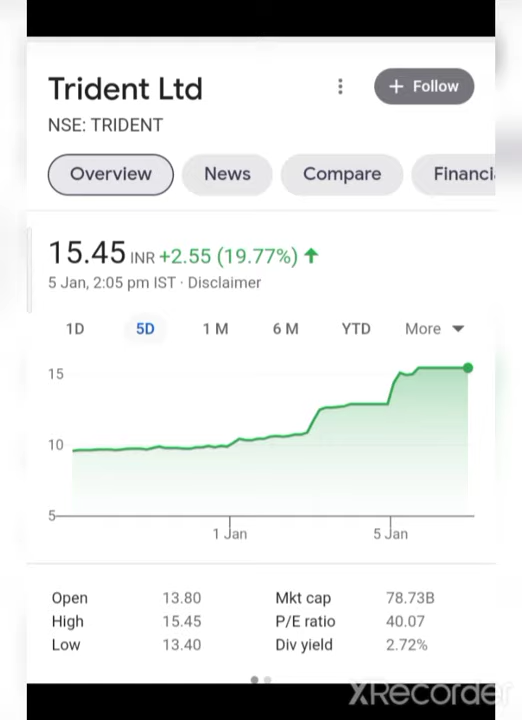 Trident Ltd
+ Follow
NSE: TRIDENT
Overview News Compare Financi
15.45 INR +2.55 (19.77%) ↑
5 Jan, 2:05 pm IST · Disclaimer
1D 5D 1 M 6 M YTD More
15
10
5
1 Jan 5 Jan
Open 13.80 Mkt cap 78.73B
High 15.45 P/E ratio 40.07
Low 13.40 Div yield 2.72%
XRecorder